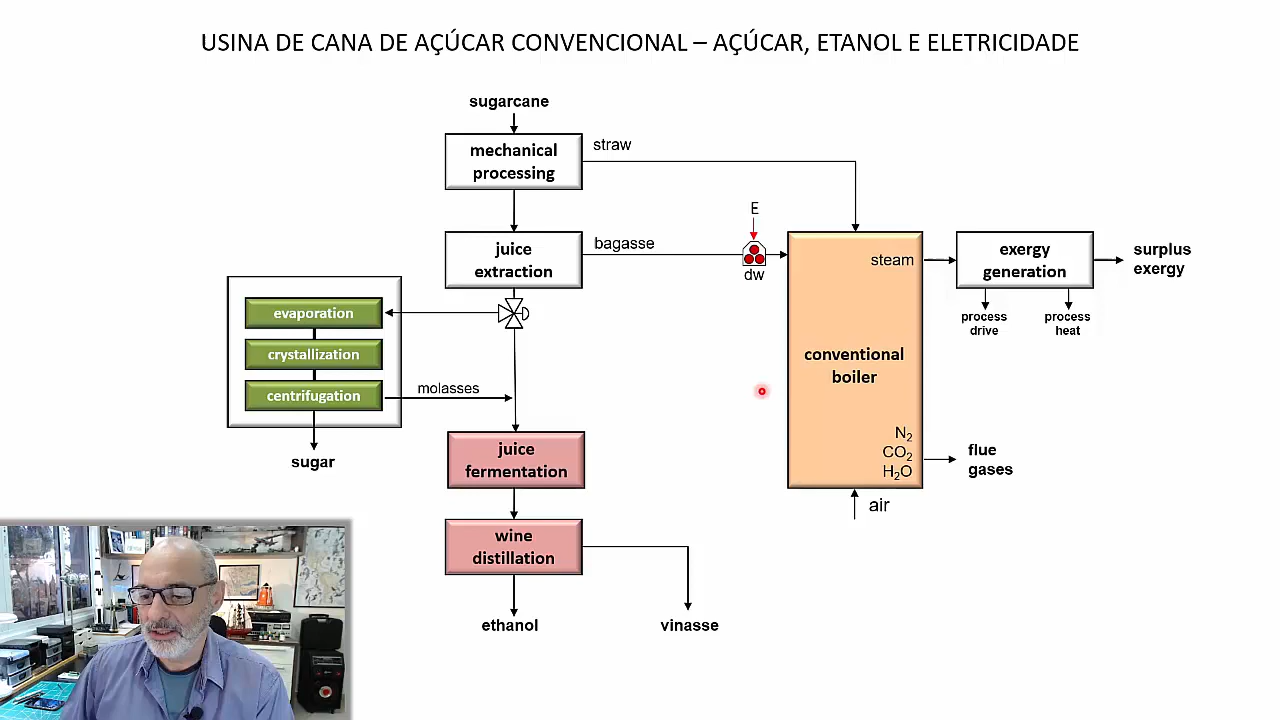 USINA DE CANA DE AÇÚCAR CONVENCIONAL – AÇÚCAR, ETANOL E ELETRICIDADE
sugarcane
mechanical
processing
straw
juice
extraction
bagasse
E
dw
steam
conventional
boiler
N₂
CO₂
H₂O
air
flue
gases
exergy
generation
surplus
exergy
process
drive
process
heat
evaporation
crystallization
centrifugation
molasses
sugar
juice
fermentation
wine
distillation
ethanol
vinasse